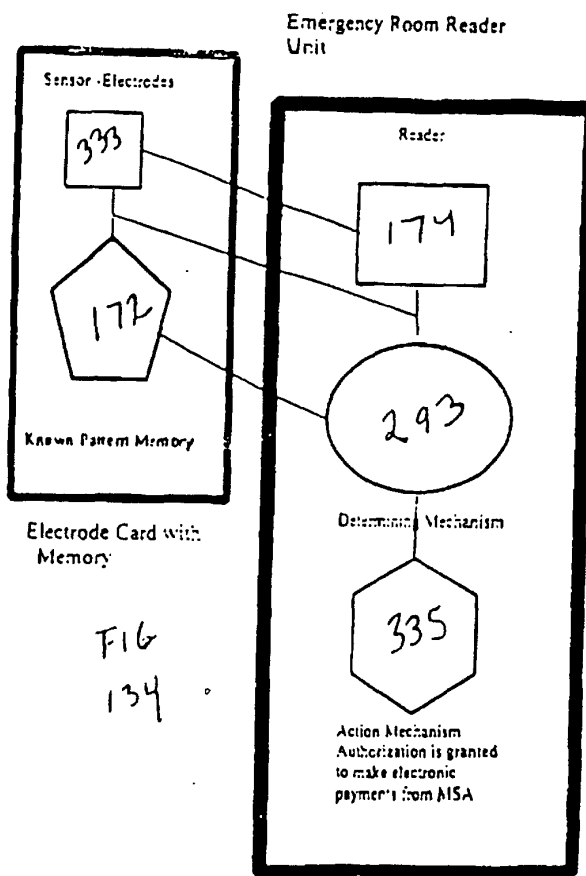 Emergency Room Reader
Unit
Sensor-Electrodes
333
172
Known Pattern Memory
Electrode Card with
Memory
FIG
134
Reader
174
293
Determining Mechanism
335
Action Mechanism
Authorization is granted
to make electronic
payments from MSA